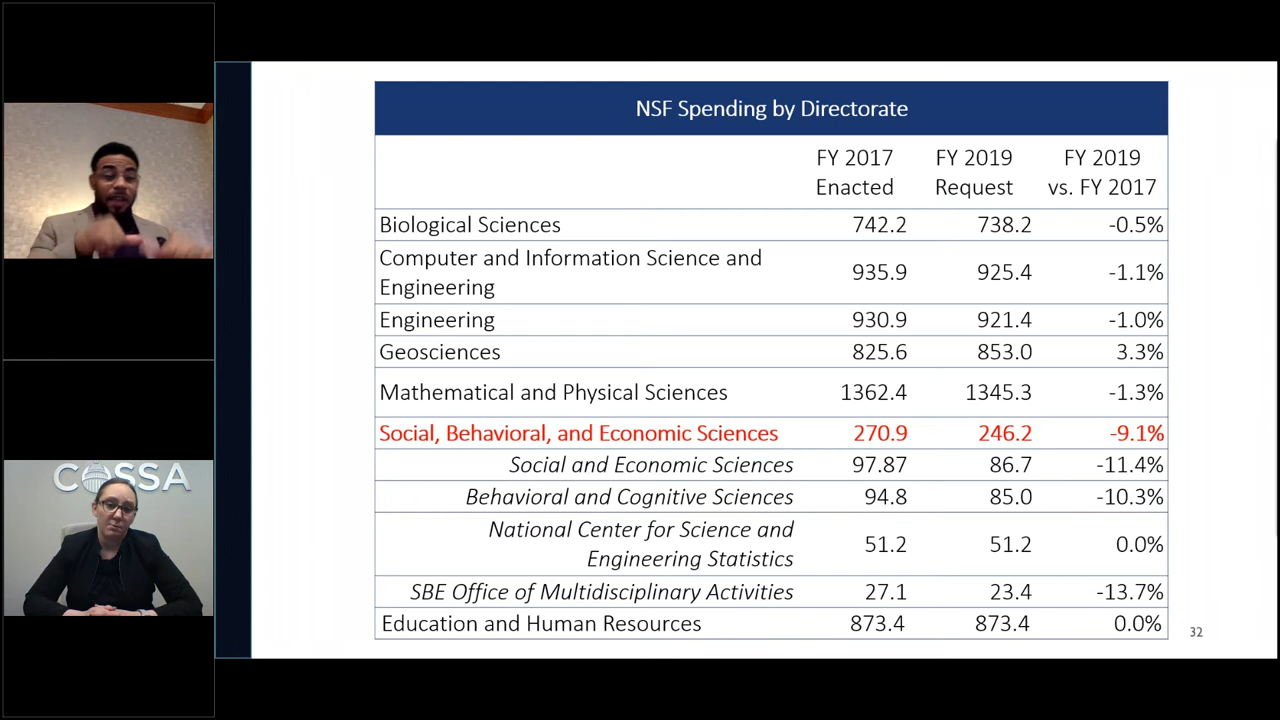 NSF Spending by Directorate
FY 2017 FY 2019 FY 2019
Enacted Request vs. FY 2017
Biological Sciences 742.2 738.2 -0.5%
Computer and Information Science and
Engineering 935.9 925.4 -1.1%
Engineering 930.9 921.4 -1.0%
Geosciences 825.6 853.0 3.3%
Mathematical and Physical Sciences 1362.4 1345.3 -1.3%
Social, Behavioral, and Economic Sciences 270.9 246.2 -9.1%
Social and Economic Sciences 97.87 86.7 -11.4%
Behavioral and Cognitive Sciences 94.8 85.0 -10.3%
National Center for Science and
Engineering Statistics 51.2 51.2 0.0%
SBE Office of Multidisciplinary Activities 27.1 23.4 -13.7%
Education and Human Resources 873.4 873.4 0.0%
32
COSSA